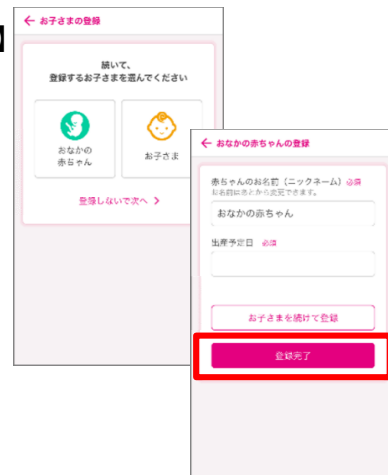 】
← お子さまの登録
続いて、
登録するお子さまを選んでください
おなかの
赤ちゃん
お子さま
登録しないで次へ >
← おなかの赤ちゃんの登録
赤ちゃんのお名前（ニックネーム）必須
お名前はあとから変更できます。
おなかの赤ちゃん
出産予定日 必須
お子さまを続けて登録
登録完了